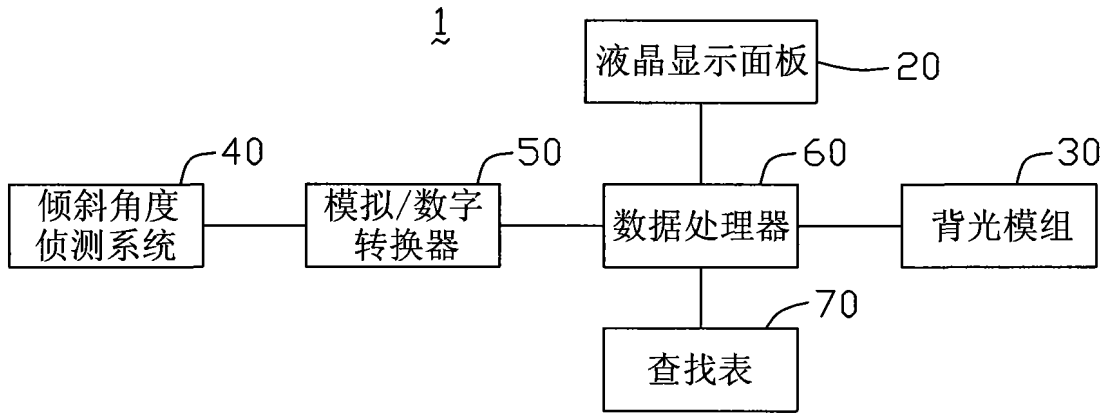 1
液晶显示面板
20
40
50
60
30
倾斜角度
侦测系统
模拟/数字
转换器
数据处理器
背光模组
70
查找表